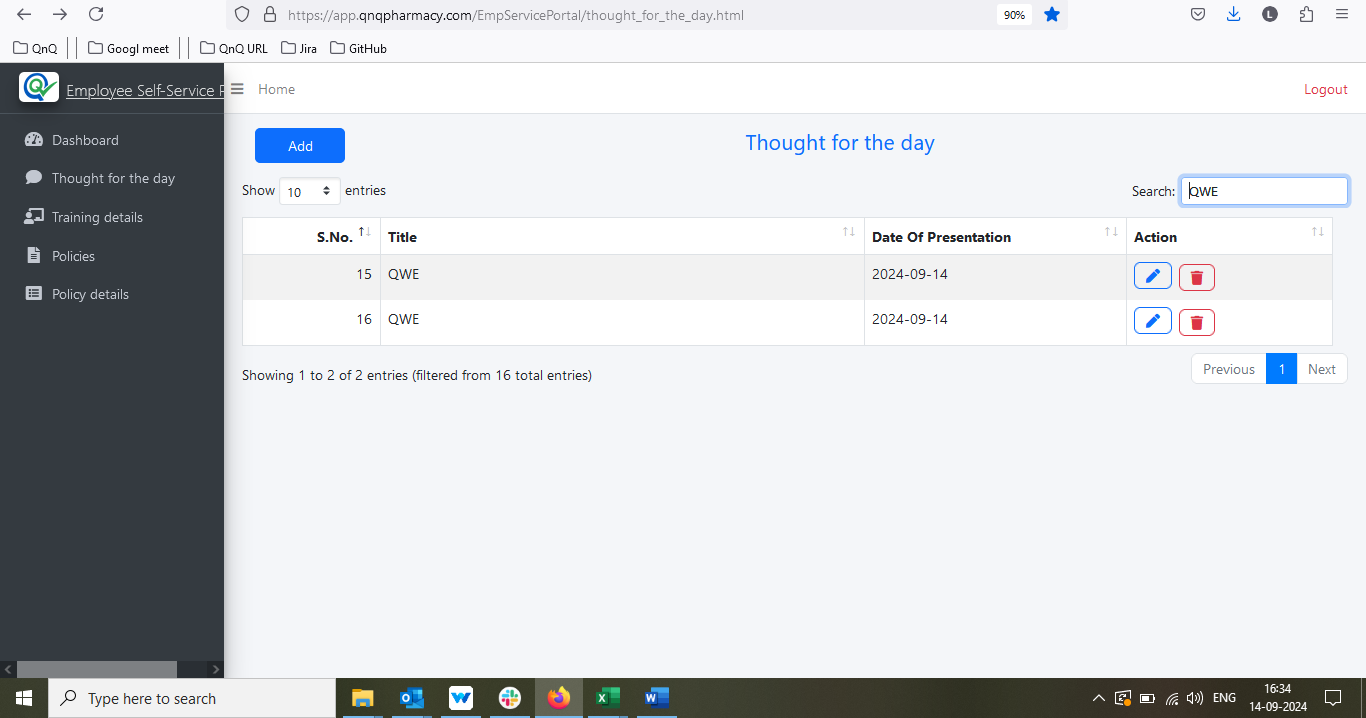 https://app.qnqpharmacy.com/EmpServicePortal/thought_for_the_day.html 90% L
QnQ Googl meet QnQ URL Jira GitHub
Employee Self-Service P Home Logout
Dashboard
Thought for the day
Training details
Policies
Policy details
Add Thought for the day
Show 10 entries Search: QWE
S.No. Title Date Of Presentation Action
15 QWE 2024-09-14
16 QWE 2024-09-14
Showing 1 to 2 of 2 entries (filtered from 16 total entries) Previous 1 Next
Type here to search ENG 16:34
14-09-2024